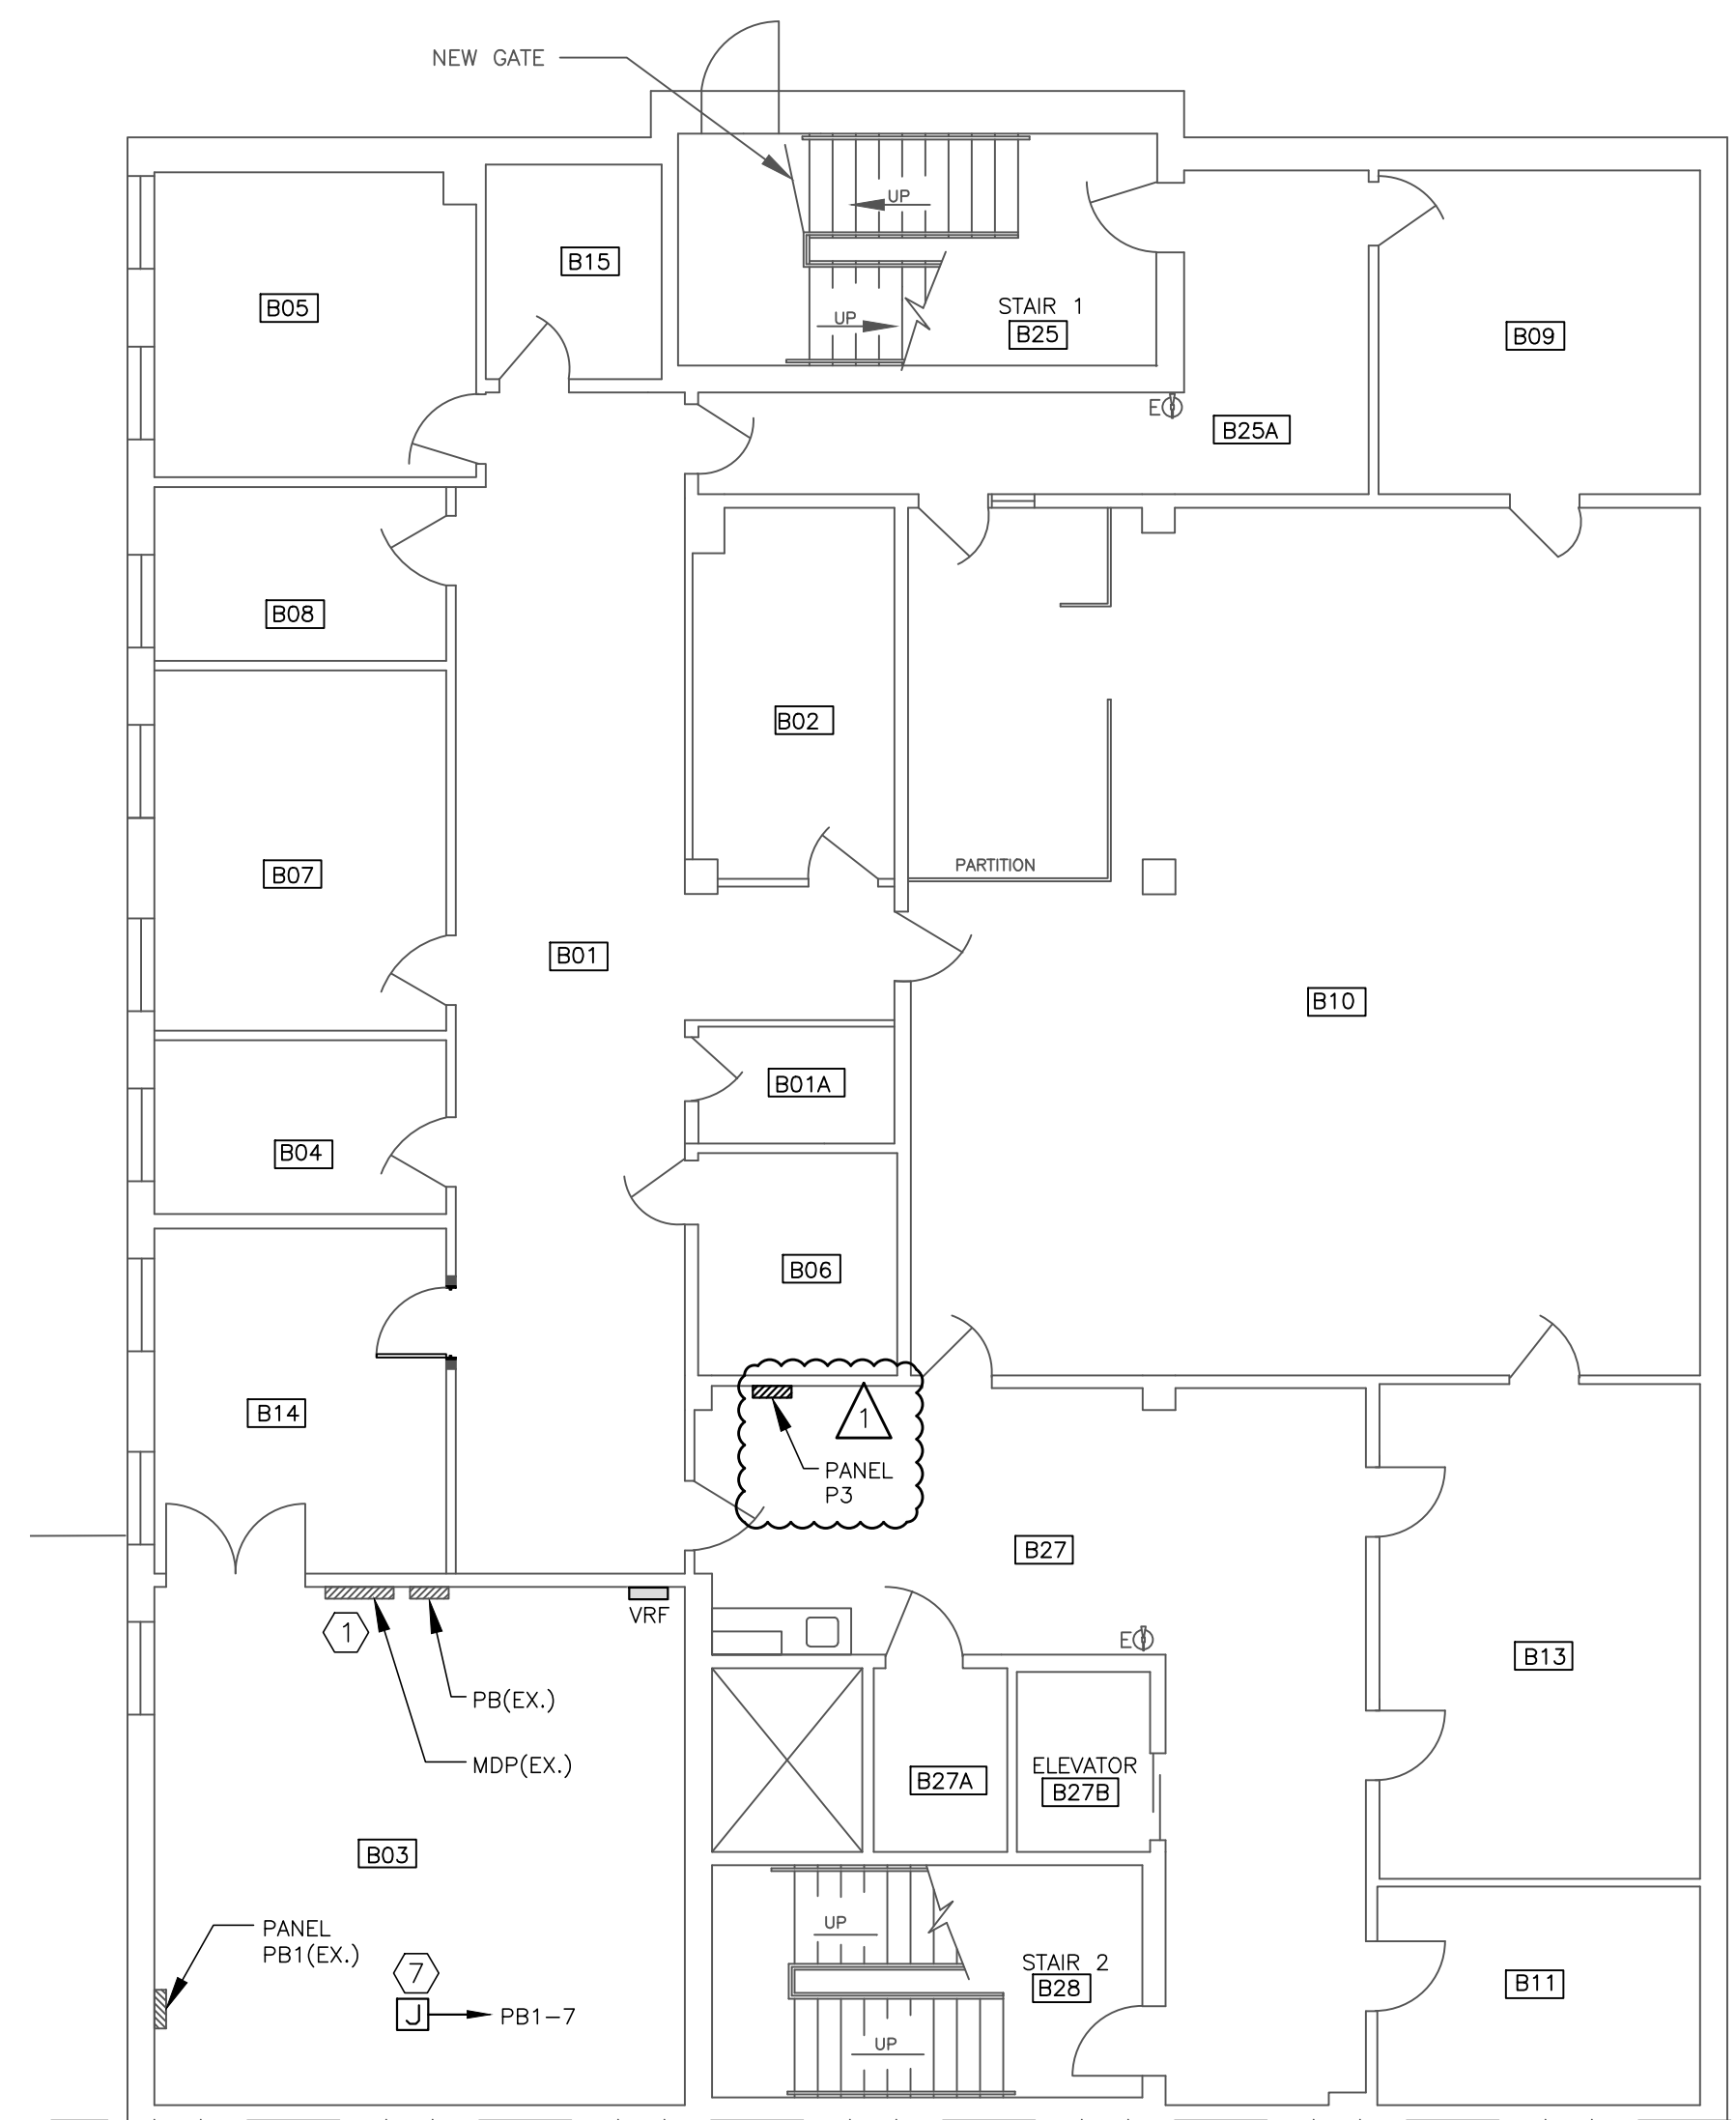 NEW GATE
UP
B15
B05
STAIR 1
UP
B25
B09
E
B25A
B08
B02
PARTITION
B07
B01
B10
B01A
B04
B06
B14
1
PANEL
P3
B27
VRF
1
E
B13
PB(EX.)
MDP(EX.)
ELEVATOR
B27A
B27B
B03
UP
PANEL
PB1(EX.)
STAIR 2
7
B28
B11
J
PB1-7
UP